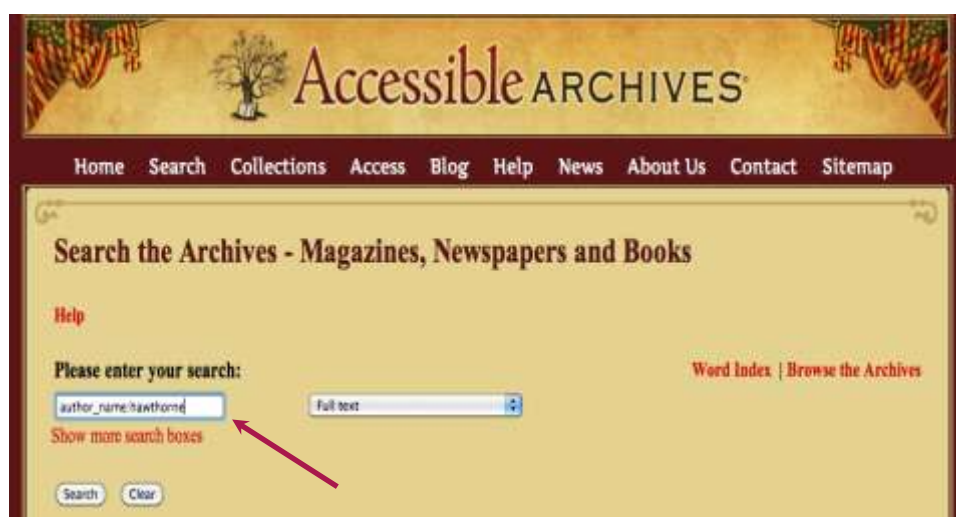 Accessible ARCHIVES
Home Search Collections Access Blog Help News About Us Contact Sitemap
Search the Archives - Magazines, Newspapers and Books
Help
Please enter your search:
Word Index | Browse the Archives
author_name:hawthorne
Full text
Show more search boxes
Search Clear